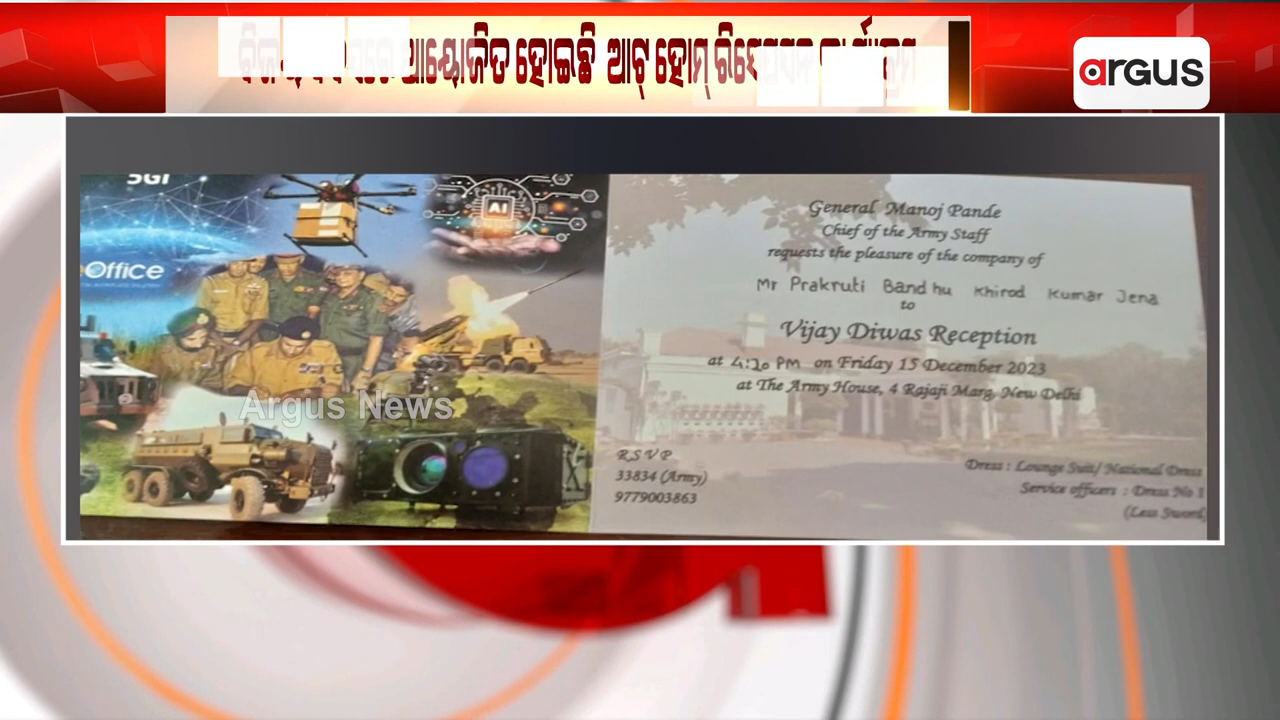 ଆୟୋଜିତ ହୋଇଛି ଆଟ୍ ହୋମ୍
argus
5GI
Office
AI
Argus News
General Manoj Pande
Chief of the Army Staff
requests the pleasure of the company of
Mr Prakruti Bandhu Khirod Kumar Jena
to
Vijay Diwas Reception
at 4:20 PM on Friday 15 December 2023
at The Army House, 4 Rajaji Marg, New Delhi
R S V P
33834 (Army)
9779003863
Dress : Lounge Suit/ National Dress
Service officers : Dress No 1
(Less Sword)